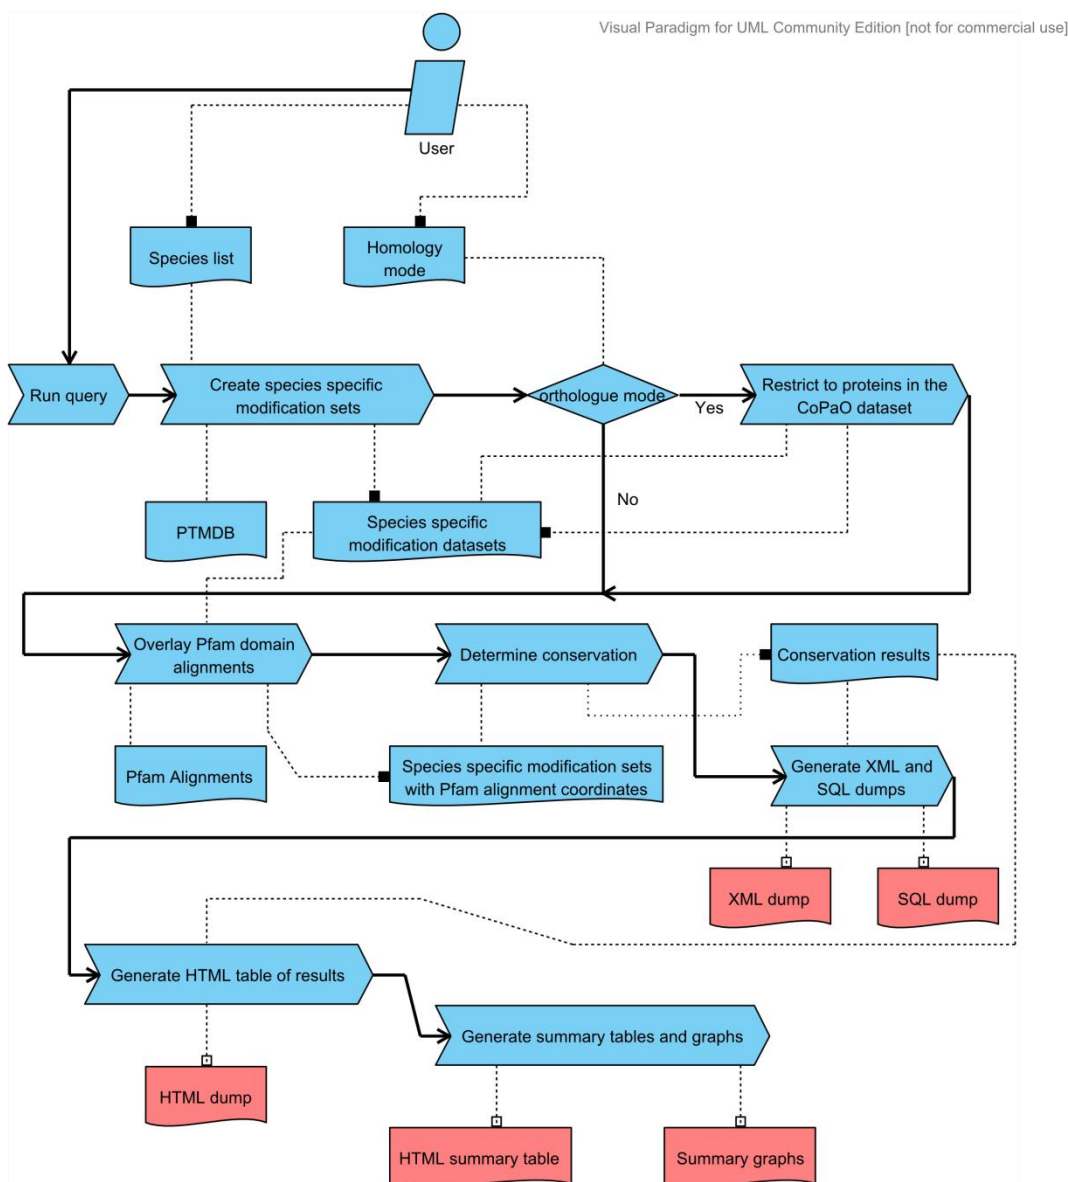 Visual Paradigm for UML Community Edition [not for commercial use]
User
Species list
Homology
mode
Run query
Create species specific
modification sets
orthologue mode
Yes
Restrict to proteins in the
CoPaO dataset
No
PTMDB
Species specific
modification datasets
Overlay Pfam domain
alignments
Determine conservation
Conservation results
Pfam Alignments
Species specific modification sets
with Pfam alignment coordinates
Generate XML and
SQL dumps
XML dump
SQL dump
Generate HTML table of results
Generate summary tables and graphs
HTML dump
HTML summary table
Summary graphs